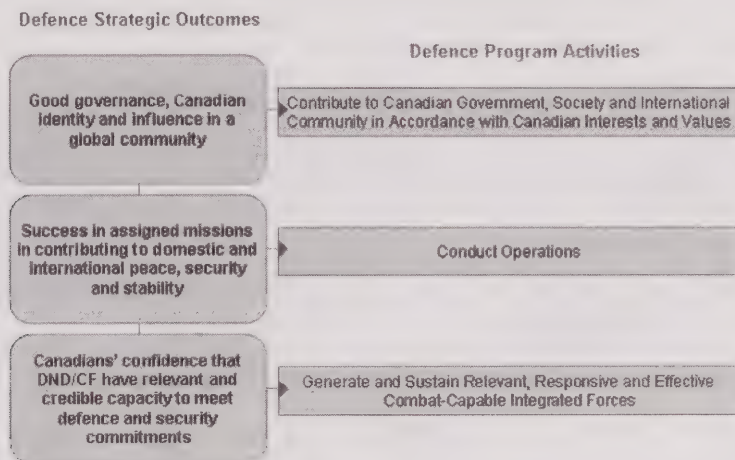 Defence Strategic Outcomes
Defence Program Activities
Good governance, Canadian
identity and influence in a
global community
Contribute to Canadian Government, Society and International
Community in Accordance with Canadian Interests and Values
Success in assigned missions
in contributing to domestic and
international peace, security
and stability
Conduct Operations
Canadians' confidence that
DND/CF have relevant and
credible capacity to meet
defence and security
commitments
Generate and Sustain Relevant, Responsive and Effective
Combat-Capable Integrated Forces